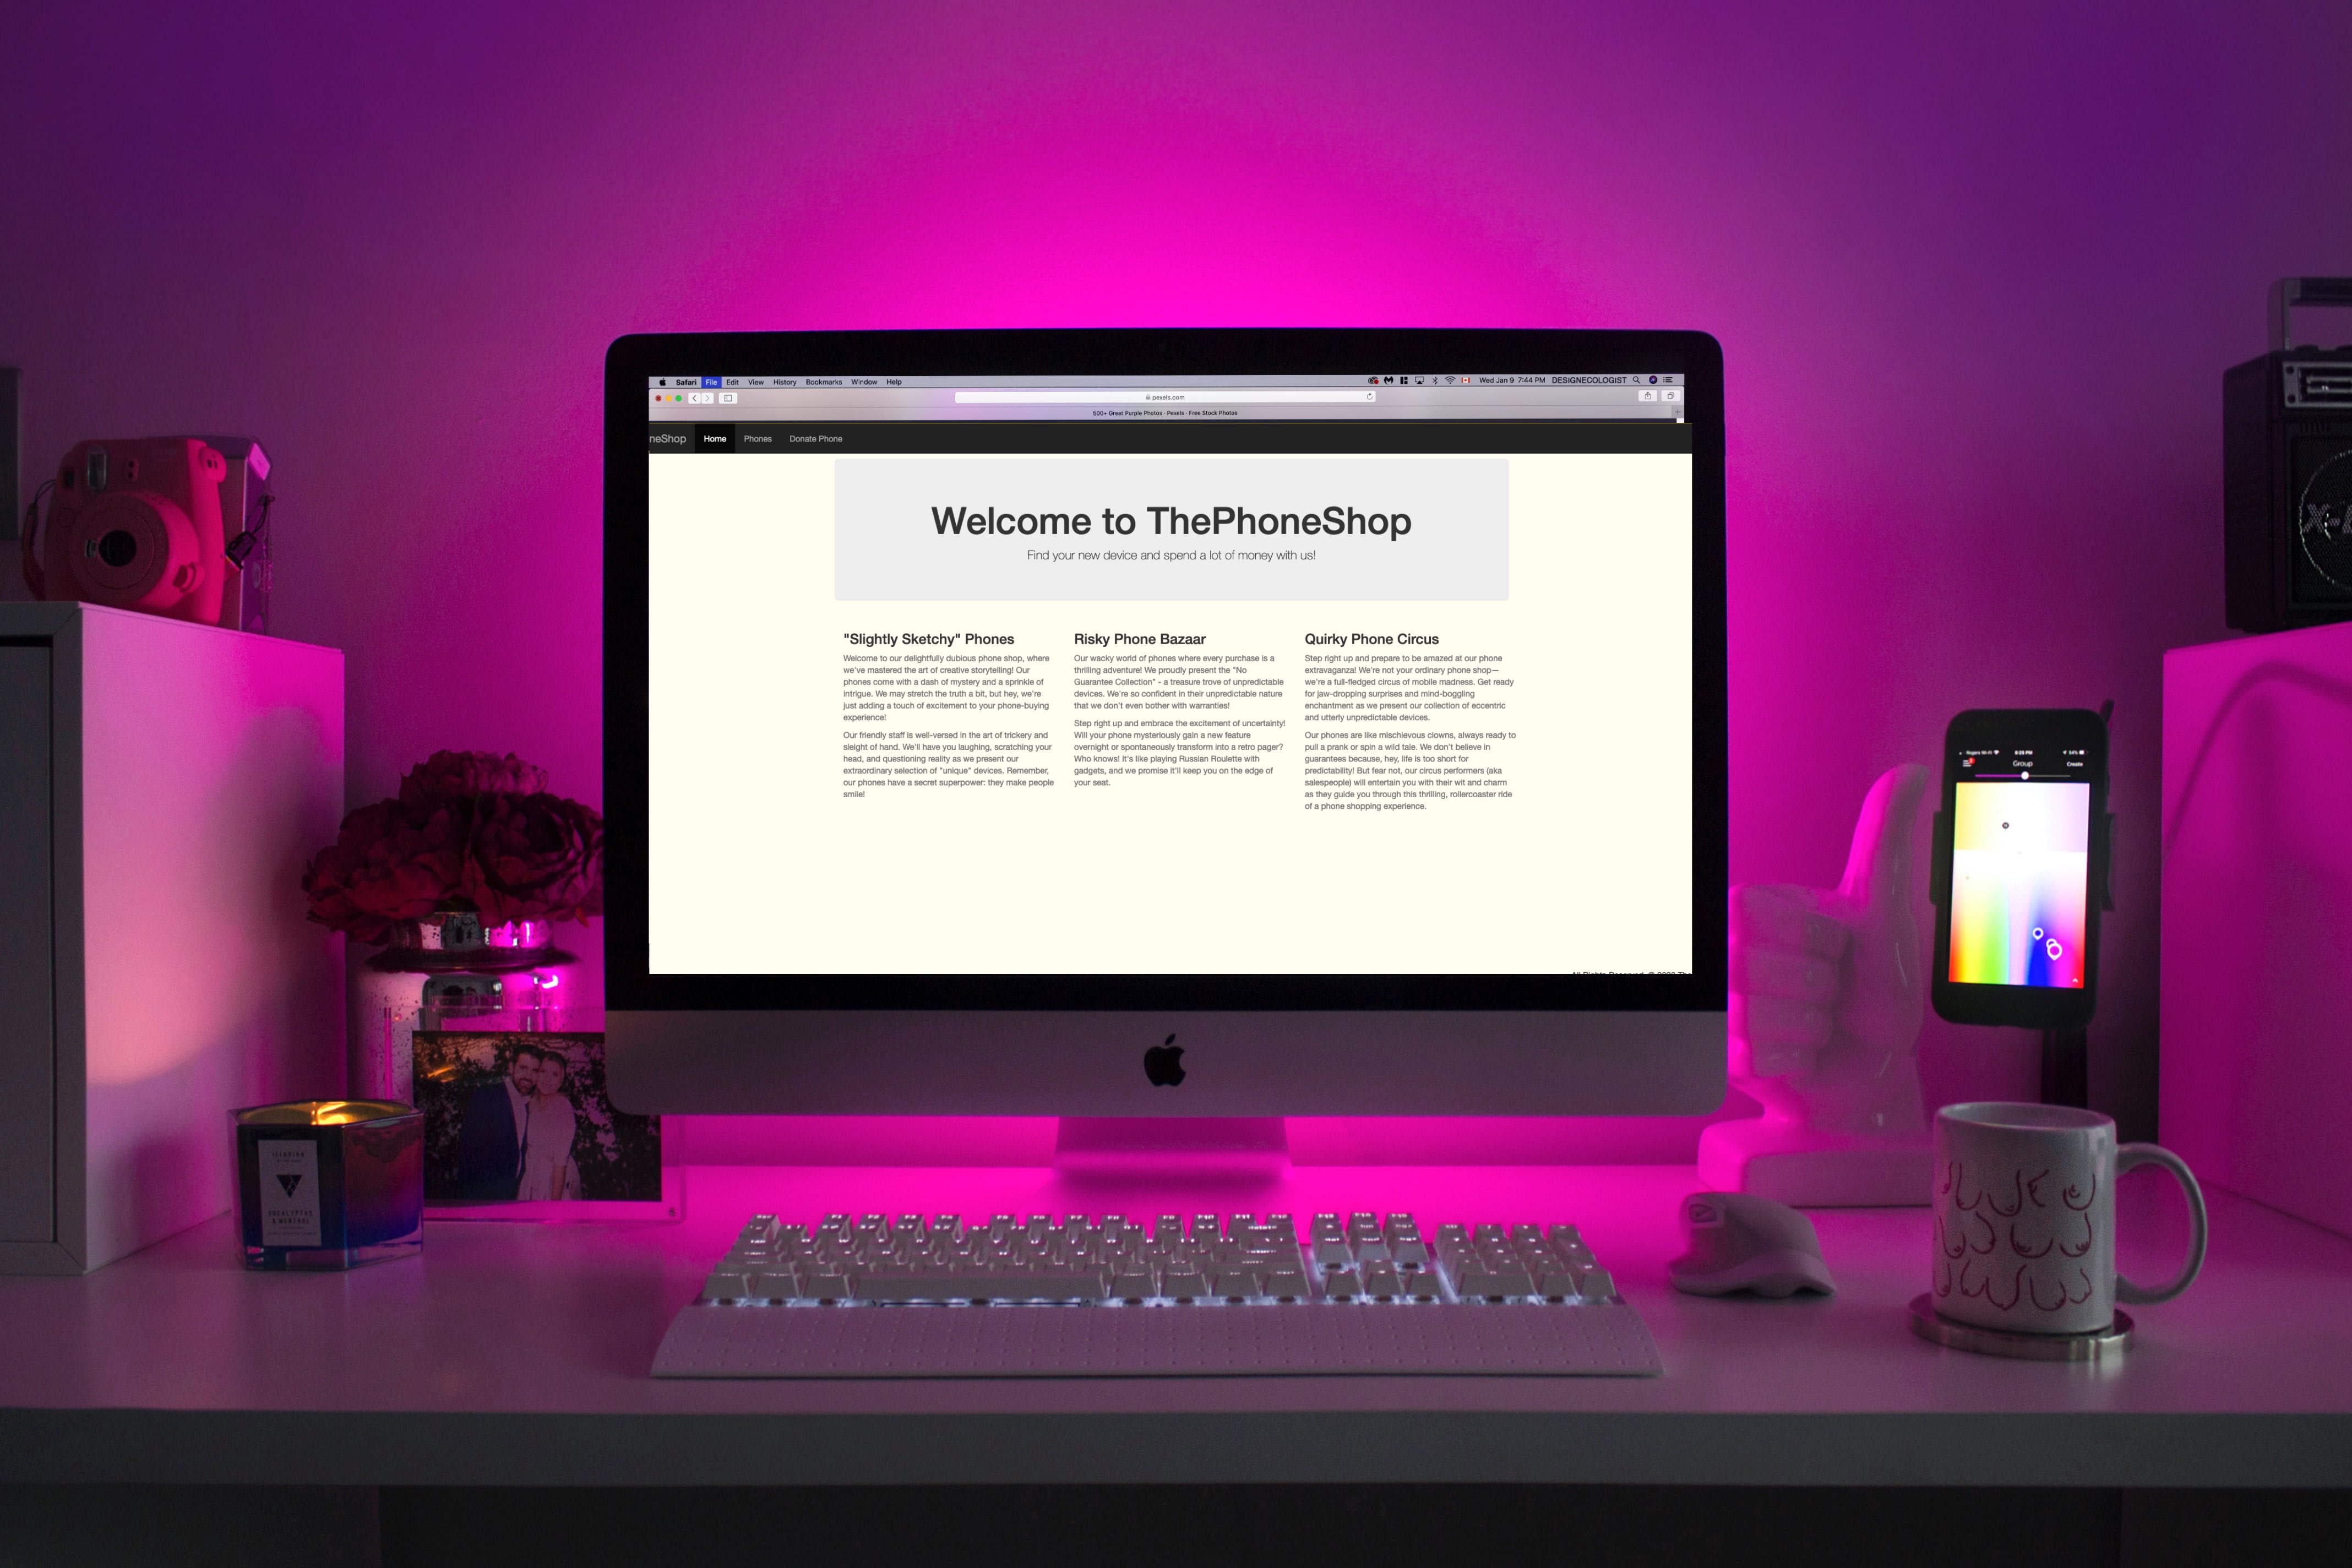 Safari File Edit View History Bookmarks Window Help
Wed Jan 9 7:44 PM DESIGNECOLOGIST
pexels.com
500+ Great Purple Photos · Pexels · Free Stock Photos
neShop Home Phones Donate Phone
Welcome to ThePhoneShop
Find your new device and spend a lot of money with us!
"Slightly Sketchy" Phones
Welcome to our delightfully dubious phone shop, where
we've mastered the art of creative storytelling! Our
phones come with a dash of mystery and a sprinkle of
intrigue. We may stretch the truth a bit, but hey, we're
just adding a touch of excitement to your phone-buying
experience!
Our friendly staff is well-versed in the art of trickery and
sleight of hand. We'll have you laughing, scratching your
head, and questioning reality as we present our
extraordinary selection of "unique" devices. Remember,
our phones have a secret superpower: they make people
smile!
Risky Phone Bazaar
Our wacky world of phones where every purchase is a
thrilling adventure! We proudly present the "No
Guarantee Collection" - a treasure trove of unpredictable
devices. We're so confident in their unpredictable nature
that we don't even bother with warranties!
Step right up and embrace the excitement of uncertainty!
Will your phone mysteriously gain a new feature
overnight or spontaneously transform into a retro pager?
Who knows! It's like playing Russian Roulette with
gadgets, and we promise it'll keep you on the edge of
your seat.
Quirky Phone Circus
Step right up and prepare to be amazed at our phone
extravaganza! We're not your ordinary phone shop—
we're a full-fledged circus of mobile madness. Get ready
for jaw-dropping surprises and mind-boggling
enchantment as we present our collection of eccentric
and utterly unpredictable devices.
Our phones are like mischievous clowns, always ready to
pull a prank or spin a wild tale. We don't believe in
guarantees because, hey, life is too short for
predictability! But fear not, our circus performers (aka
salespeople) will entertain you with their wit and charm
as they guide you through this thrilling, rollercoaster ride
of a phone shopping experience.
Rogers Wi-Fi 8:25 PM 54%
Group Create
EUCALYPTUS
& MENTHOL